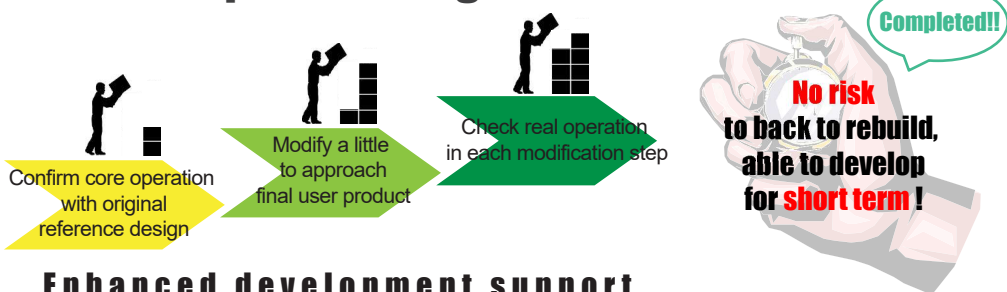 Completed!!
Confirm core operation
with original
reference design
Modify a little
to approach
final user product
Check real operation
in each modification step
No risk
to back to rebuild,
able to develop
for short term !
Enhanced development support